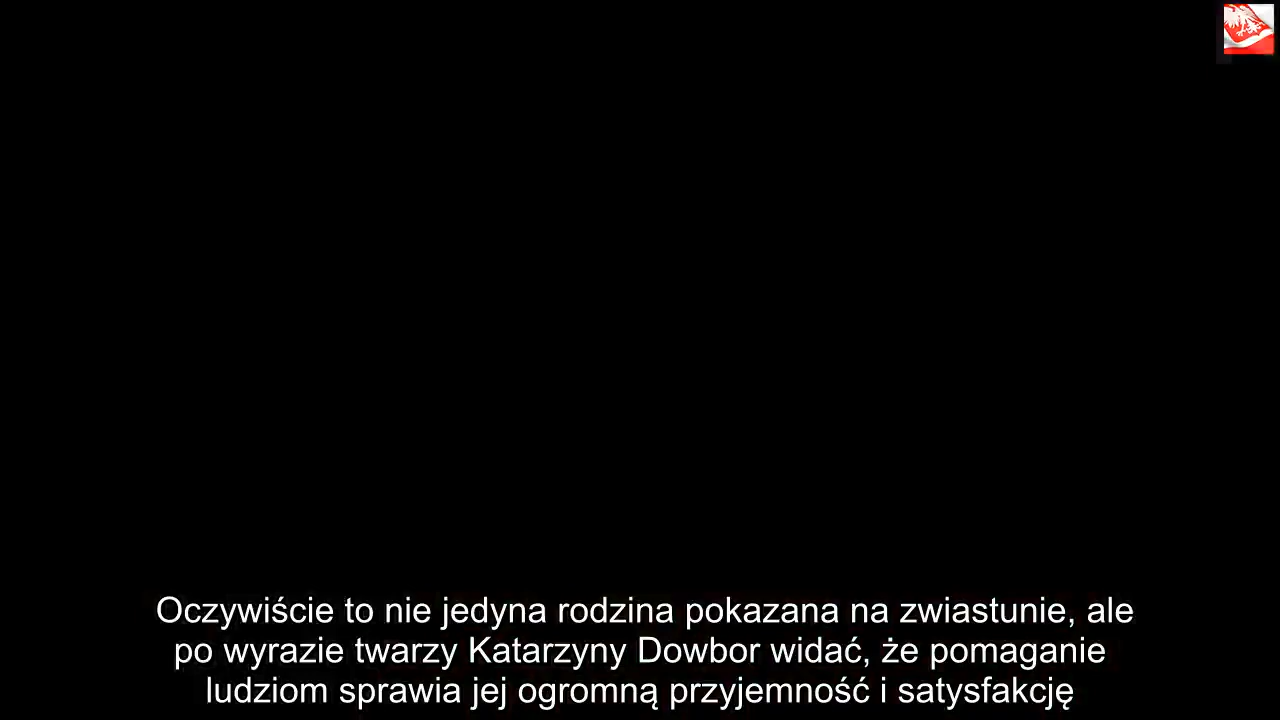 Oczywiście to nie jedyna rodzina pokazana na zwiastunie, ale
po wyrazie twarzy Katarzyny Dowbor widać, że pomaganie
ludziom sprawia jej ogromną przyjemność i satysfakcję